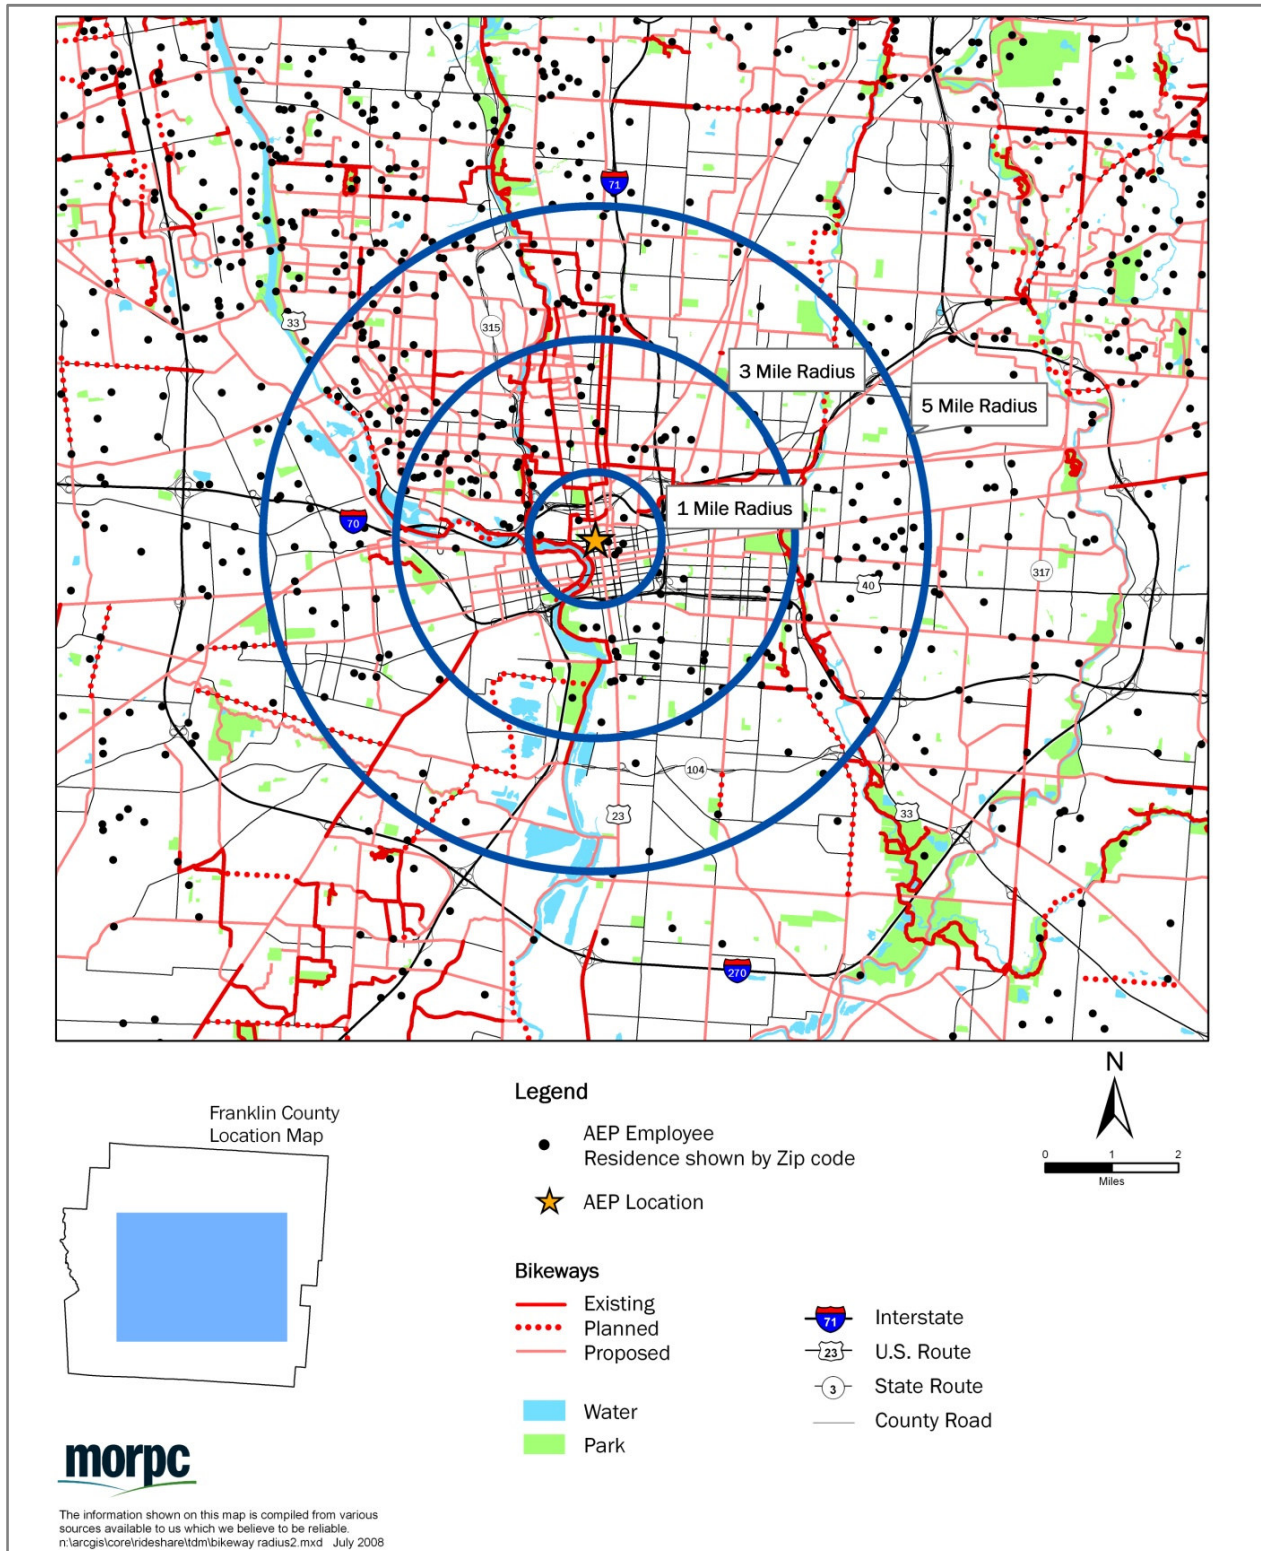 71
33
315
3 Mile Radius
5 Mile Radius
1 Mile Radius
70
40
317
104
23
33
270
N
Legend
Franklin County
Location Map
AEP Employee
Residence shown by Zip code
0 1 2
Miles
AEP Location
Bikeways
Existing
Planned
Proposed
71 Interstate
23 U.S. Route
3 State Route
County Road
Water
Park
morpc
The information shown on this map is compiled from various
sources available to us which we believe to be reliable.
n:\arcgis\core\rideshare\tdm\bikeway radius2.mxd July 2008